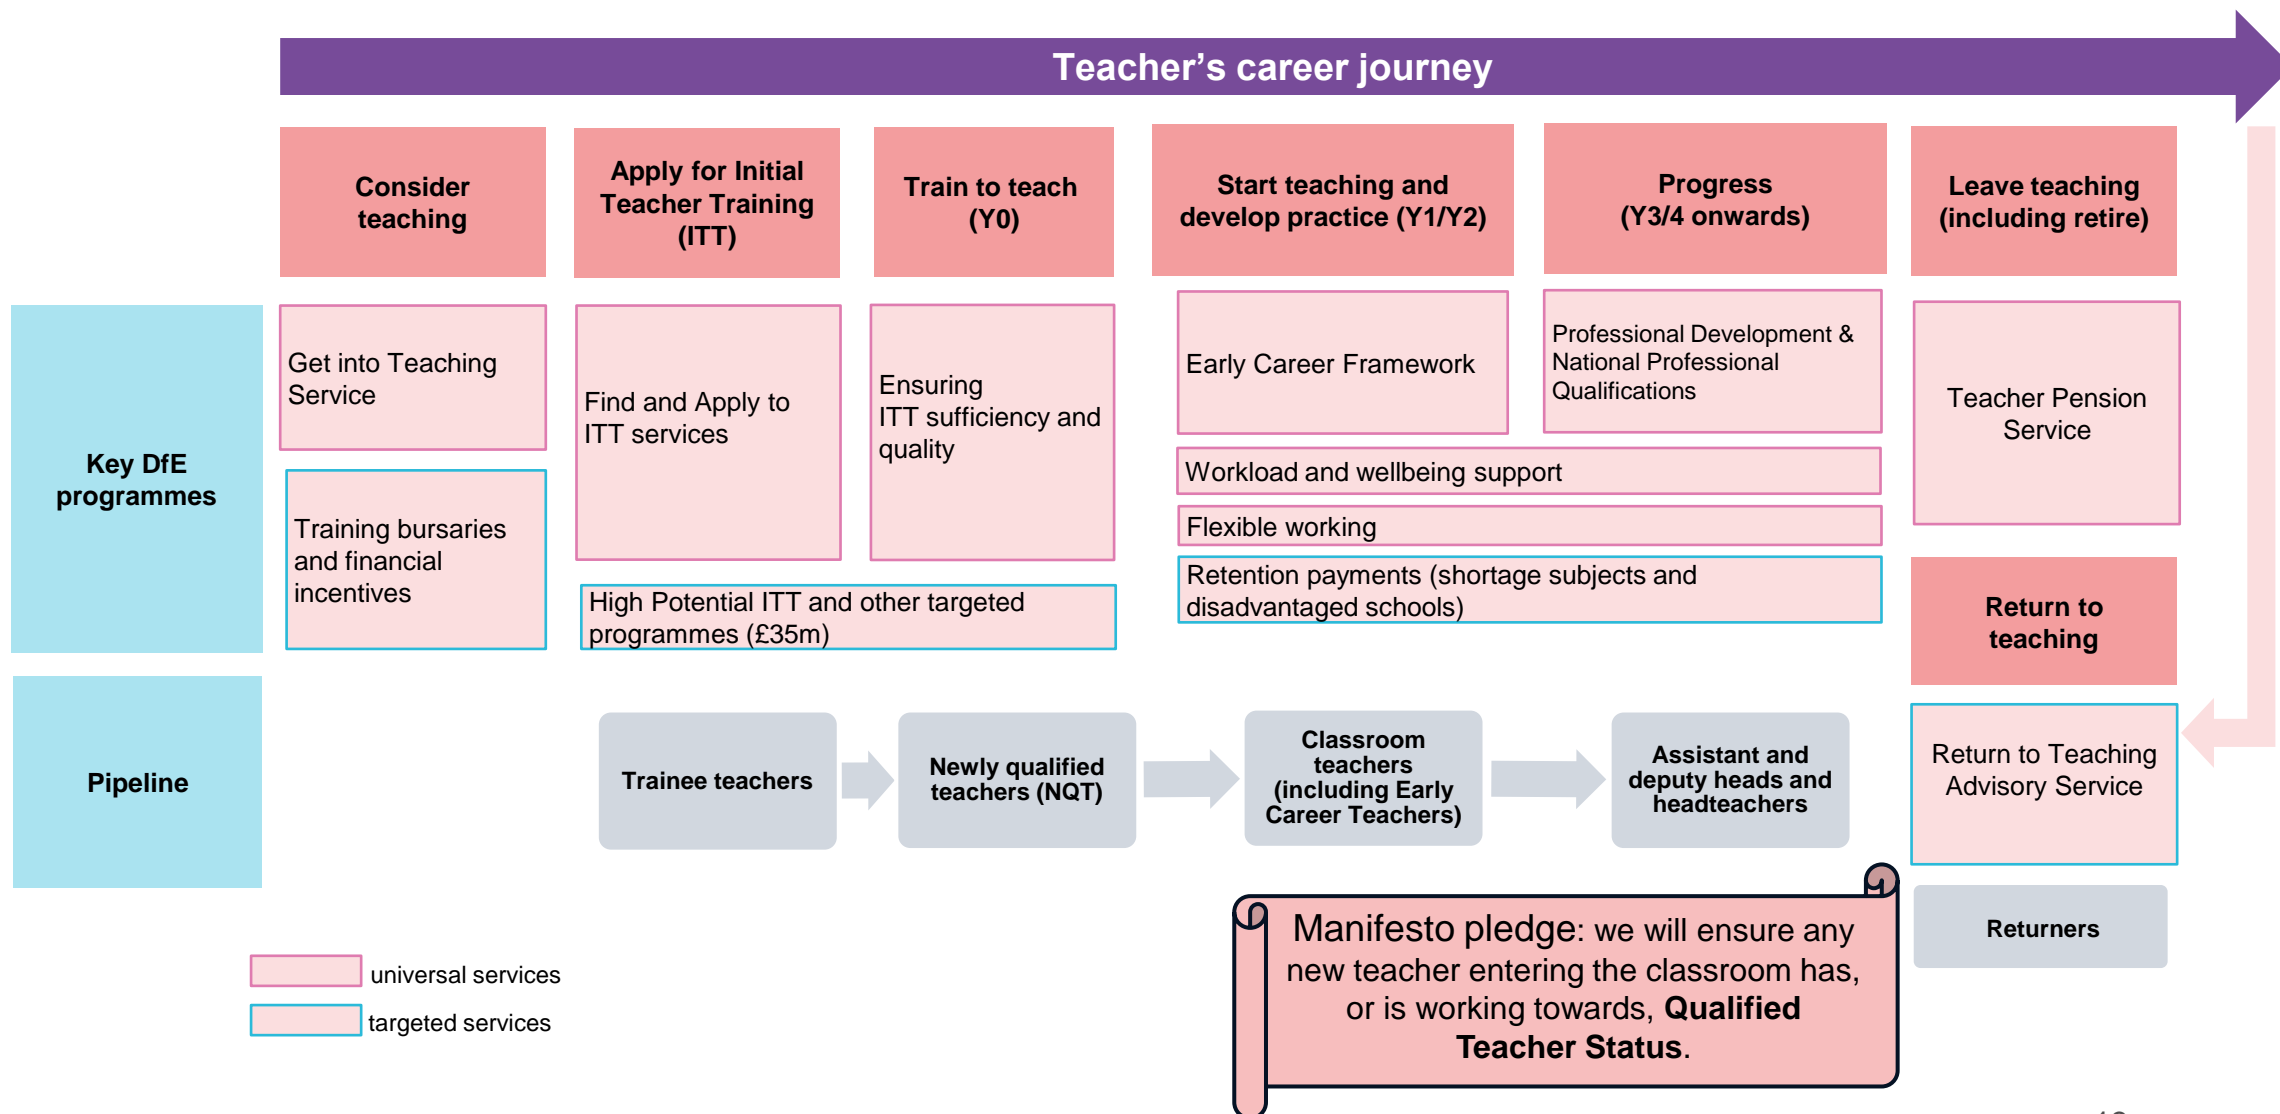 Teacher's career journey
Consider
teaching
Apply for Initial
Teacher Training
(ITT)
Train to teach
(Y0)
Start teaching and
develop practice (Y1/Y2)
Progress
(Y3/4 onwards)
Leave teaching
(including retire)
Key DfE
programmes
Get into Teaching
Service
Training bursaries
and financial
incentives
Find and Apply to
ITT services
Ensuring
ITT sufficiency and
quality
High Potential ITT and other targeted
programmes (£35m)
Early Career Framework
Professional Development &
National Professional
Qualifications
Workload and wellbeing support
Flexible working
Retention payments (shortage subjects and
disadvantaged schools)
Teacher Pension
Service
Return to
teaching
Return to Teaching
Advisory Service
Returners
Pipeline
Trainee teachers
Newly qualified
teachers (NQT)
Classroom
teachers
(including Early
Career Teachers)
Assistant and
deputy heads and
headteachers
Manifesto pledge: we will ensure any
new teacher entering the classroom has,
or is working towards, Qualified
Teacher Status.
universal services
targeted services